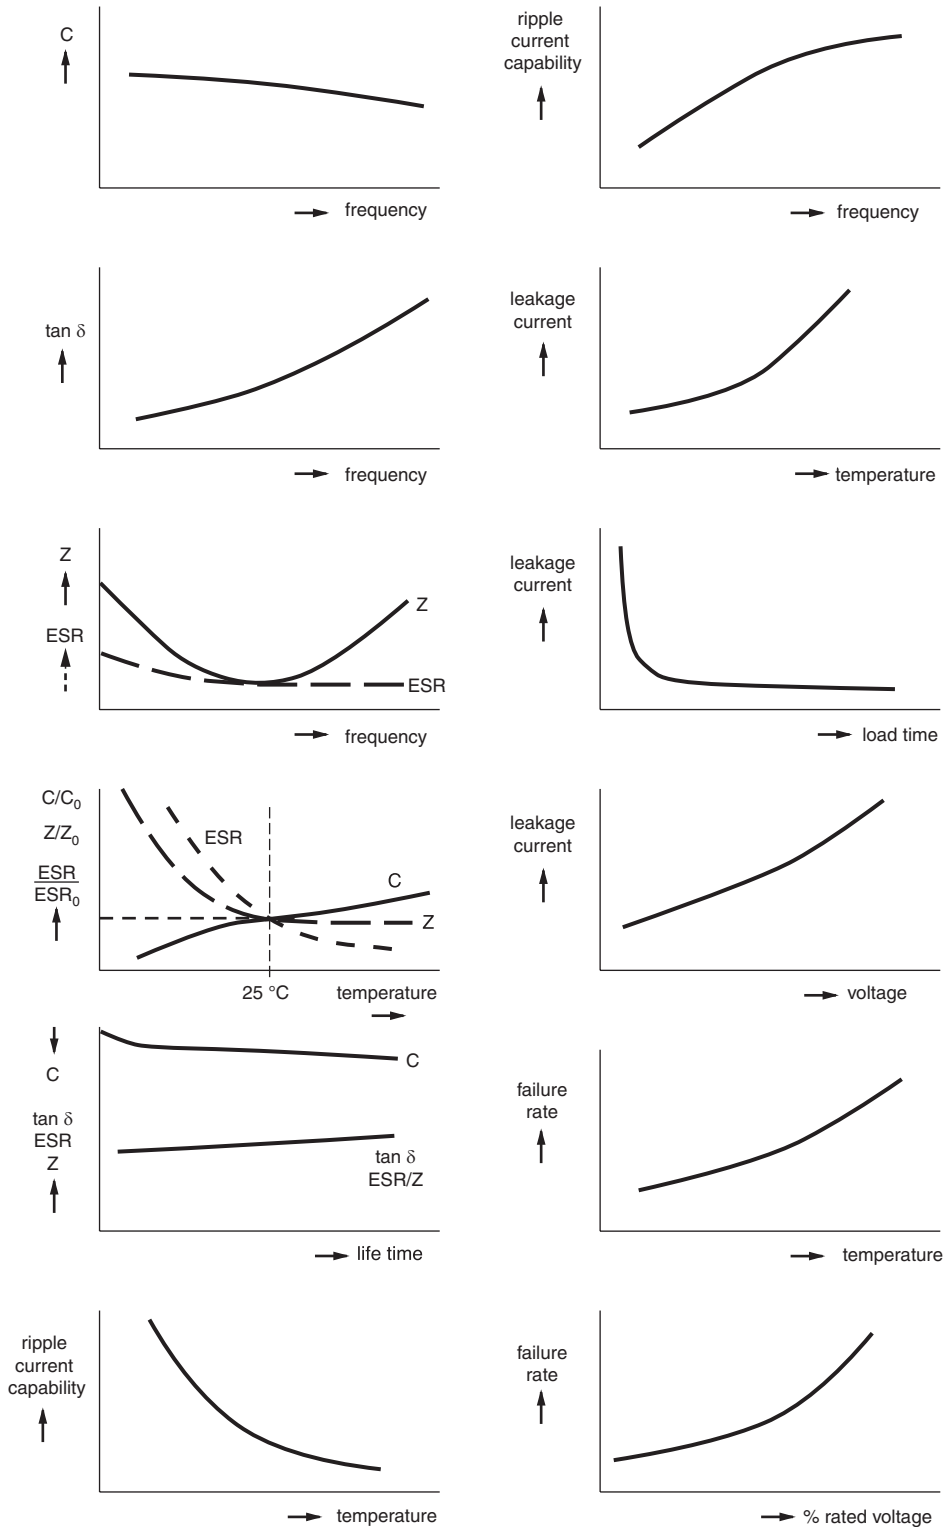 C
frequency
ripple
current
capability
frequency
tan δ
frequency
leakage
current
temperature
Z
ESR
Z
ESR
frequency
leakage
current
load time
C/C0
Z/Z0
ESR
ESR0
ESR
C
Z
25 °C
temperature
leakage
current
voltage
C
tan δ
ESR
Z
C
tan δ
ESR/Z
life time
failure
rate
temperature
ripple
current
capability
temperature
failure
rate
% rated voltage